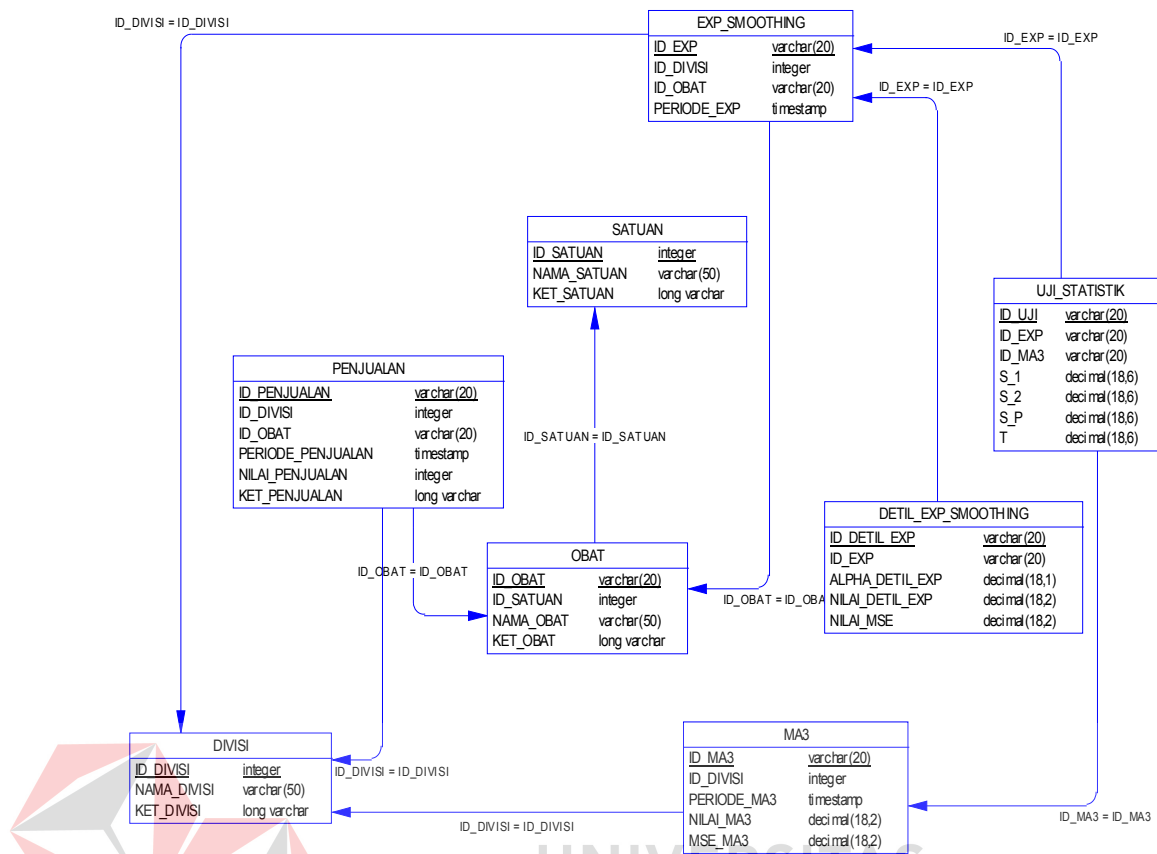 ID_DIVISI = ID_DIVISI
EXP_SMOOTHING
ID_EXP varchar(20)
ID_DIVISI integer
ID_OBAT varchar(20)
PERIODE_EXP timestamp
ID_EXP = ID_EXP
ID_EXP = ID_EXP
SATUAN
ID_SATUAN integer
NAMA_SATUAN varchar(50)
KET_SATUAN long varchar
UJI_STATISTIK
ID_UJI varchar(20)
ID_EXP varchar(20)
ID_MA3 varchar(20)
S_1 decimal(18,6)
S_2 decimal(18,6)
S_P decimal(18,6)
T decimal(18,6)
PENJUALAN
ID_PENJUALAN varchar(20)
ID_DIVISI integer
ID_OBAT varchar(20)
PERIODE_PENJUALAN timestamp
NILAI_PENJUALAN integer
KET_PENJUALAN long varchar
ID_SATUAN = ID_SATUAN
DETIL_EXP_SMOOTHING
ID_DETIL_EXP varchar(20)
ID_EXP varchar(20)
ALPHA_DETIL_EXP decimal(18,1)
NILAI_DETIL_EXP decimal(18,2)
NILAI_MSE decimal(18,2)
OBAT
ID_OBAT varchar(20)
ID_SATUAN integer
NAMA_OBAT varchar(50)
KET_OBAT long varchar
ID_OBAT = ID_OBAT
ID_OBAT = ID_OBA
DIVISI
ID_DIVISI integer
NAMA_DIVISI varchar(50)
KET_DIVISI long varchar
ID_DIVISI = ID_DIVISI
ID_DIVISI = ID_DIVISI
MA3
ID_MA3 varchar(20)
ID_DIVISI integer
PERIODE_MA3 timestamp
NILAI_MA3 decimal(18,2)
MSE_MA3 decimal(18,2)
ID_MA3 = ID_MA3
UNIVERSITAS